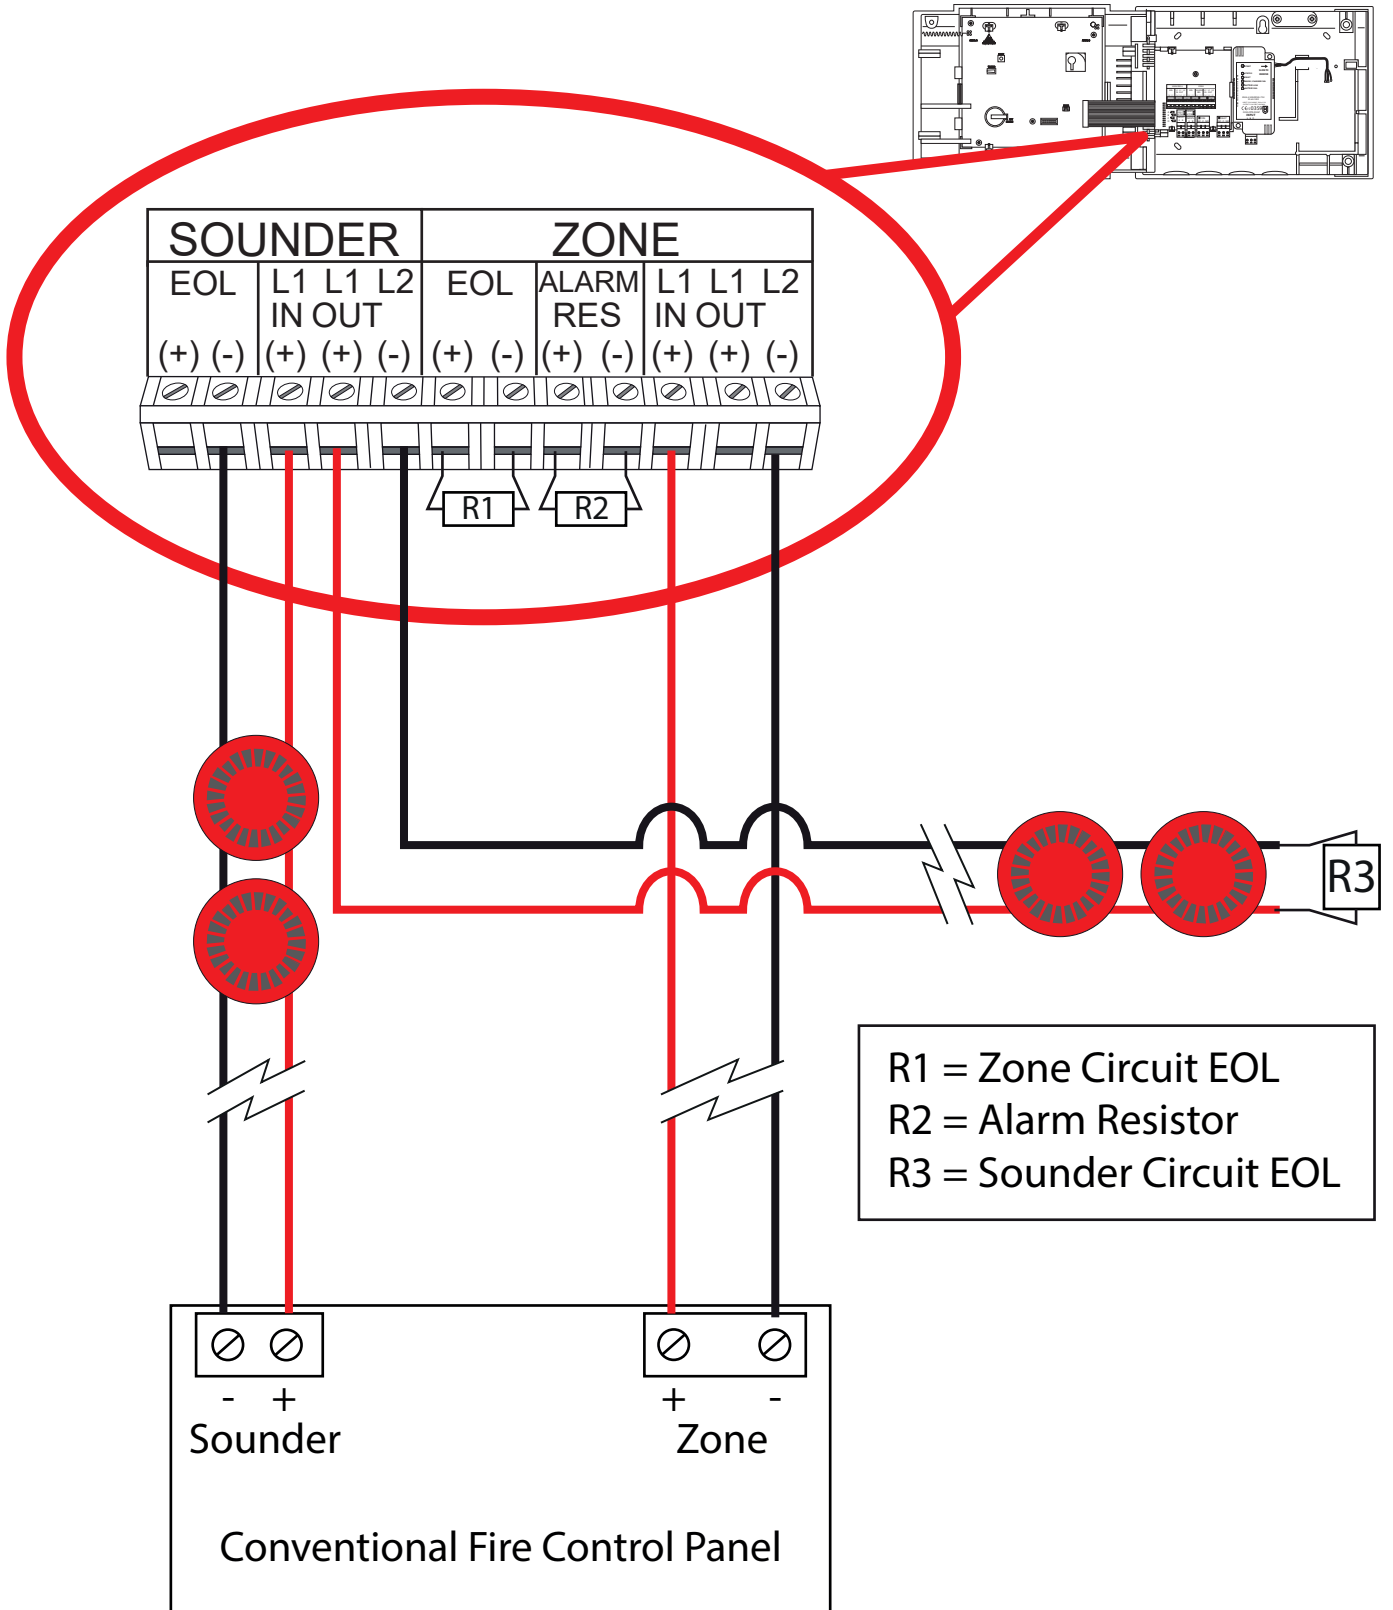 SOUNDER ZONE
EOL L1 L1 L2 EOL ALARM L1 L1 L2
IN OUT RES IN OUT
(+) (-) (+) (+) (-) (+) (-) (+) (-) (+) (+) (-)
R1 R2
R3
R1 = Zone Circuit EOL
R2 = Alarm Resistor
R3 = Sounder Circuit EOL
- + + -
Sounder Zone
Conventional Fire Control Panel